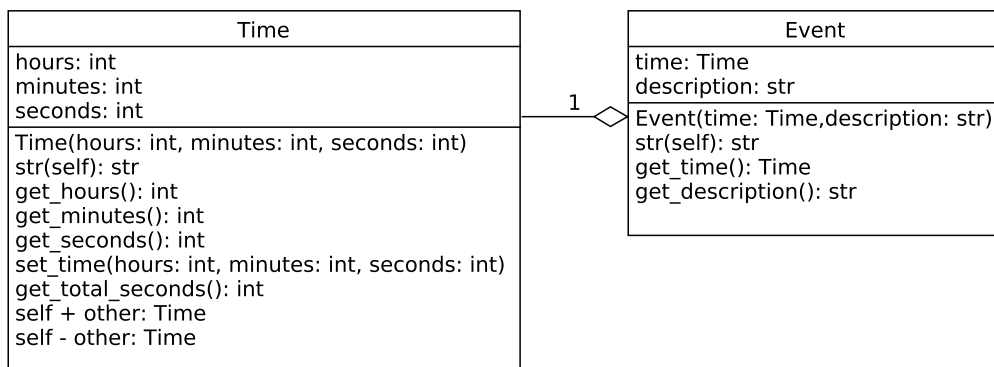 Time
hours: int
minutes: int
seconds: int
Time(hours: int, minutes: int, seconds: int)
str(self): str
get_hours(): int
get_minutes(): int
get_seconds(): int
set_time(hours: int, minutes: int, seconds: int)
get_total_seconds(): int
self + other: Time
self - other: Time
1
Event
time: Time
description: str
Event(time: Time,description: str)
str(self): str
get_time(): Time
get_description(): str